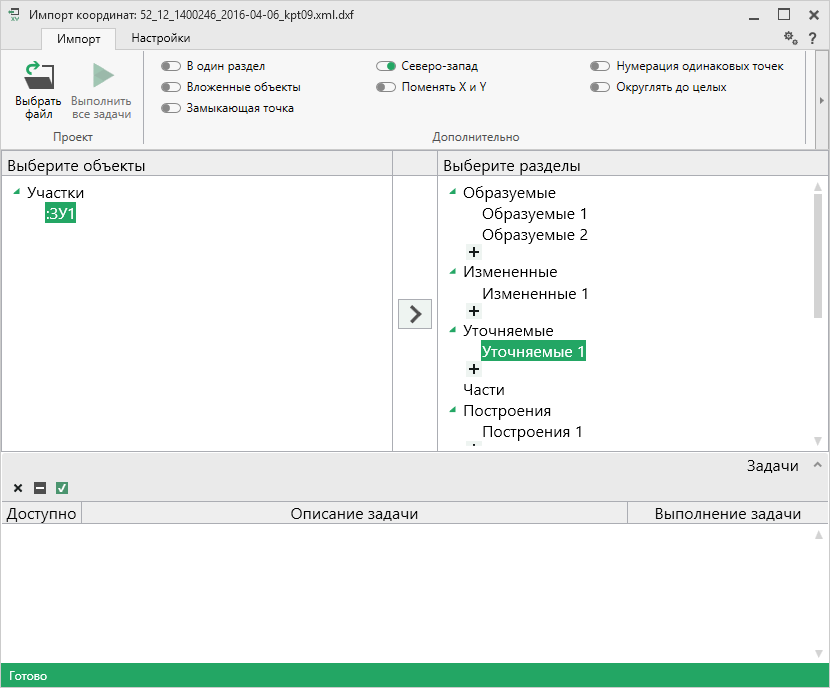 Импорт координат: 52_12_1400246_2016-04-06_kpt09.xml.dxf
Импорт
Настройки
?
Выбрать
файл
Выполнить
все задачи
Проект
В один раздел
Вложенные объекты
Замыкающая точка
Северо-запад
Поменять X и Y
Нумерация одинаковых точек
Округлять до целых
Дополнительно
Выберите объекты
Участки
:ЗУ1
Выберите разделы
Образуемые
Образуемые 1
Образуемые 2
Измененные
Измененные 1
Уточняемые
Уточняемые 1
Части
Построения
Построения 1
Задачи
Доступно
Описание задачи
Выполнение задачи
Готово